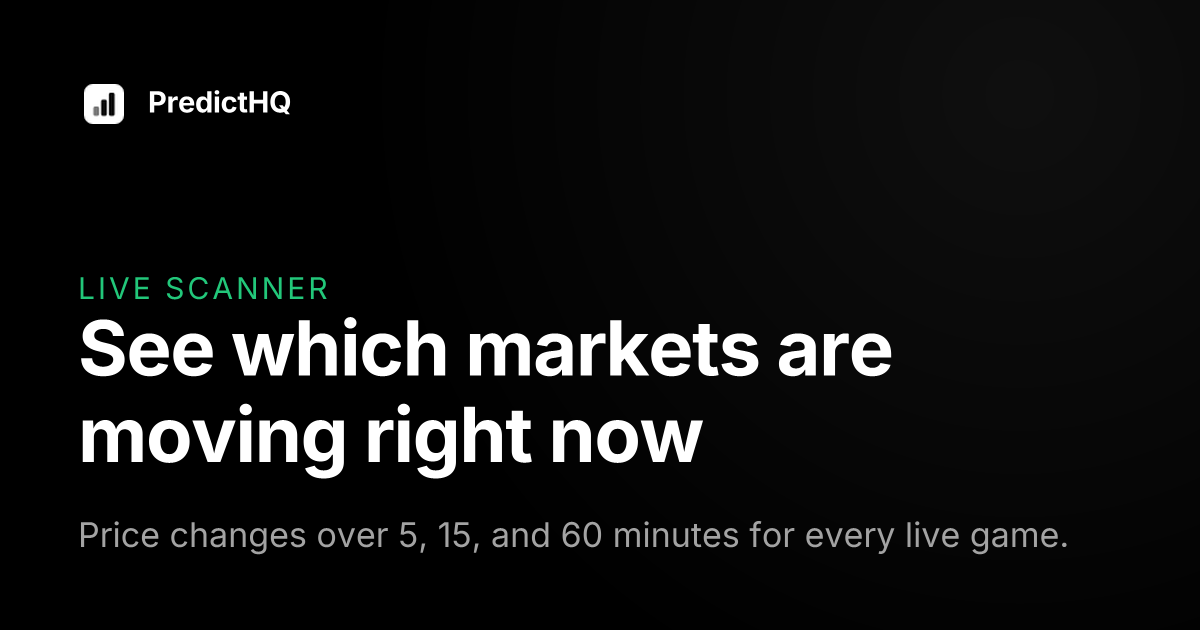 PredictHQ
LIVE SCANNER
See which markets are
moving right now
Price changes over 5, 15, and 60 minutes for every live game.